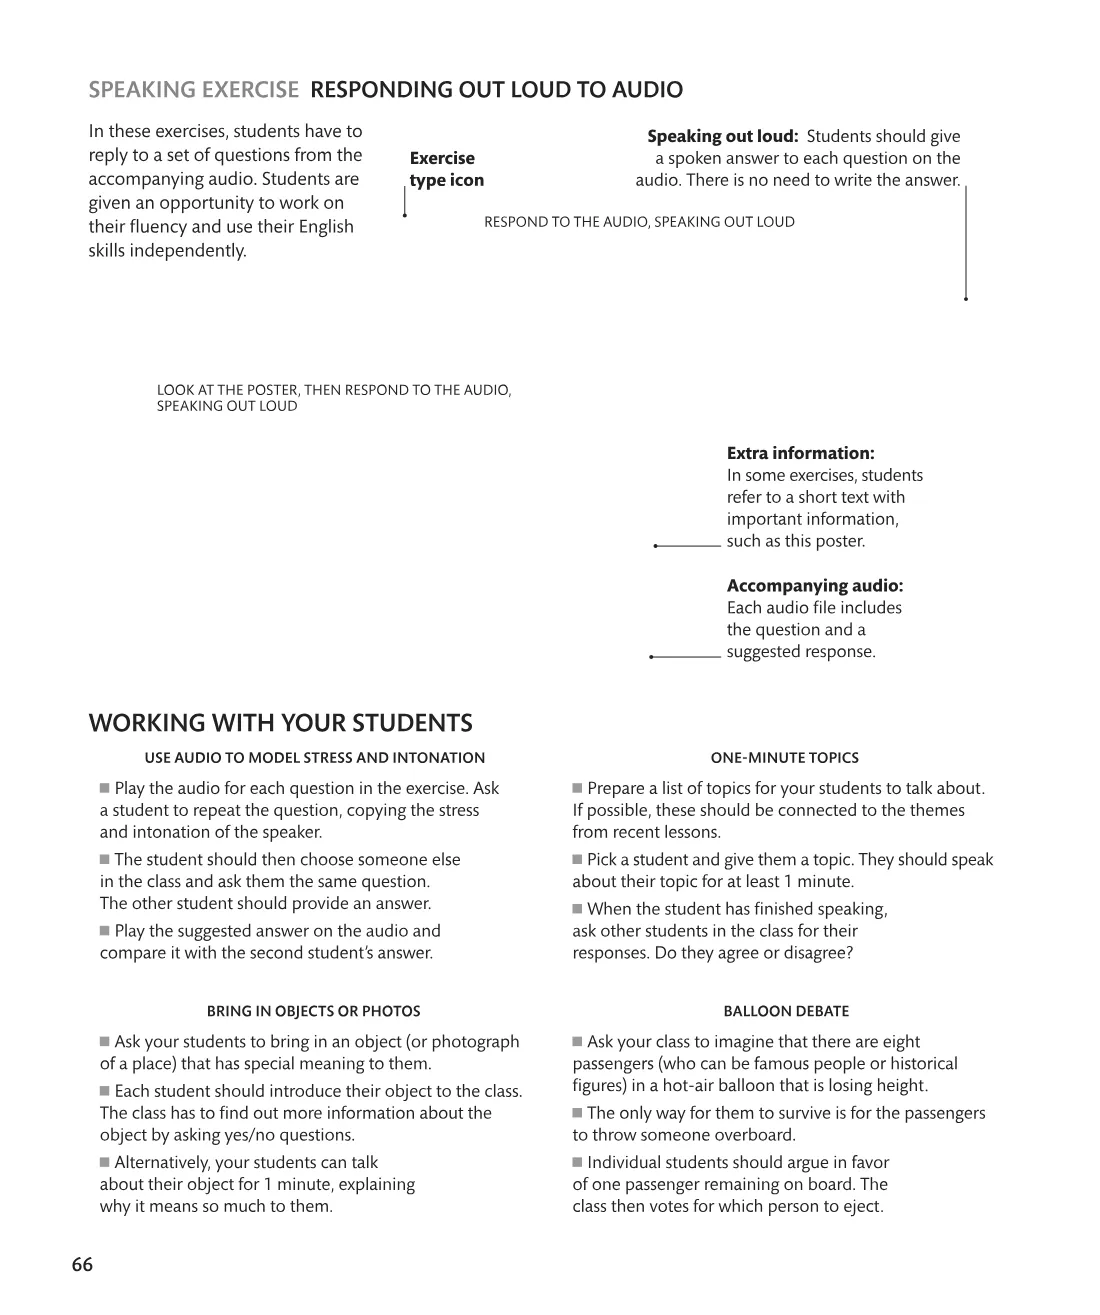 SPEAKING EXERCISE RESPONDING OUT LOUD TO AUDIO
In these exercises, students have to
reply to a set of questions from the
accompanying audio. Students are
given an opportunity to work on
their fluency and use their English
skills independently.
Exercise
type icon
Speaking out loud: Students should give
a spoken answer to each question on the
audio. There is no need to write the answer.
RESPOND TO THE AUDIO, SPEAKING OUT LOUD
LOOK AT THE POSTER, THEN RESPOND TO THE AUDIO,
SPEAKING OUT LOUD
Extra information:
In some exercises, students
refer to a short text with
important information,
such as this poster.
Accompanying audio:
Each audio file includes
the question and a
suggested response.
WORKING WITH YOUR STUDENTS
USE AUDIO TO MODEL STRESS AND INTONATION
■ Play the audio for each question in the exercise. Ask
a student to repeat the question, copying the stress
and intonation of the speaker.
■ The student should then choose someone else
in the class and ask them the same question.
The other student should provide an answer.
■ Play the suggested answer on the audio and
compare it with the second student's answer.
ONE-MINUTE TOPICS
■ Prepare a list of topics for your students to talk about.
If possible, these should be connected to the themes
from recent lessons.
■ Pick a student and give them a topic. They should speak
about their topic for at least 1 minute.
■ When the student has finished speaking,
ask other students in the class for their
responses. Do they agree or disagree?
BRING IN OBJECTS OR PHOTOS
■ Ask your students to bring in an object (or photograph
of a place) that has special meaning to them.
■ Each student should introduce their object to the class.
The class has to find out more information about the
object by asking yes/no questions.
■ Alternatively, your students can talk
about their object for 1 minute, explaining
why it means so much to them.
BALLOON DEBATE
■ Ask your class to imagine that there are eight
passengers (who can be famous people or historical
figures) in a hot-air balloon that is losing height.
■ The only way for them to survive is for the passengers
to throw someone overboard.
■ Individual students should argue in favor
of one passenger remaining on board. The
class then votes for which person to eject.
66